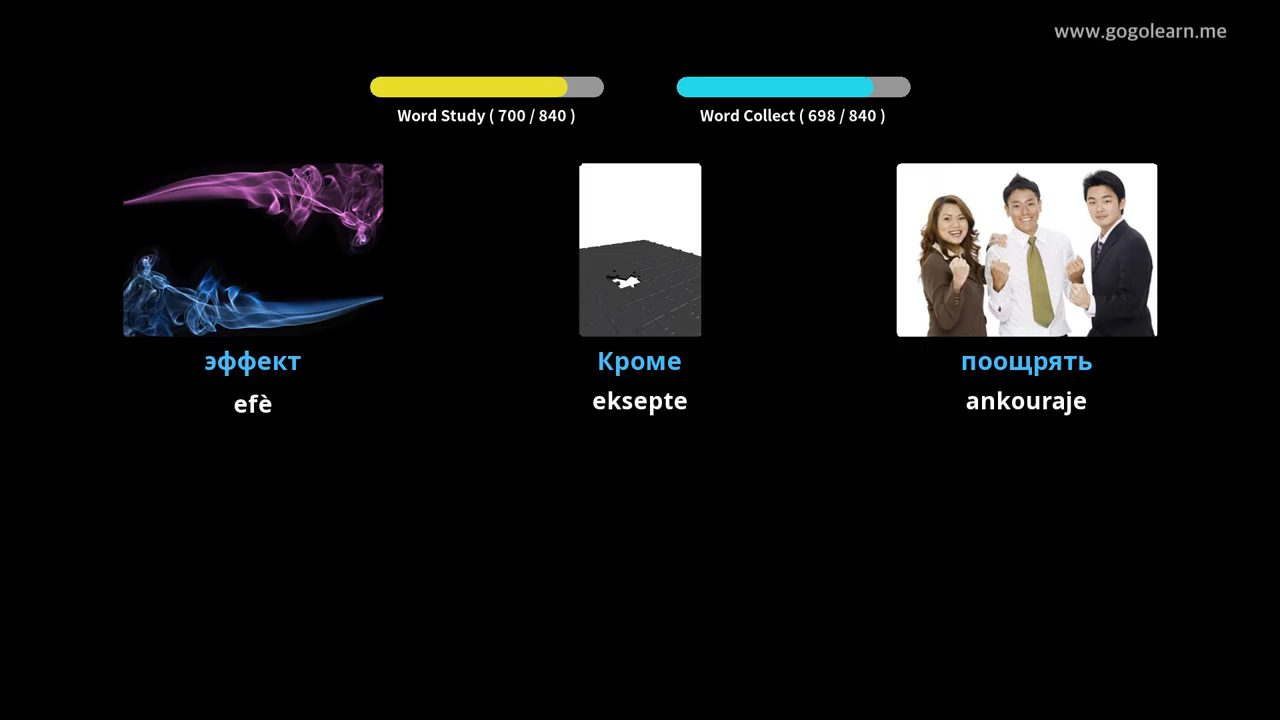 www.gogolearn.me
Word Study ( 700 / 840 )
Word Collect ( 698 / 840 )
эффект
Кроме
поощрять
efè
eksepte
ankouraje